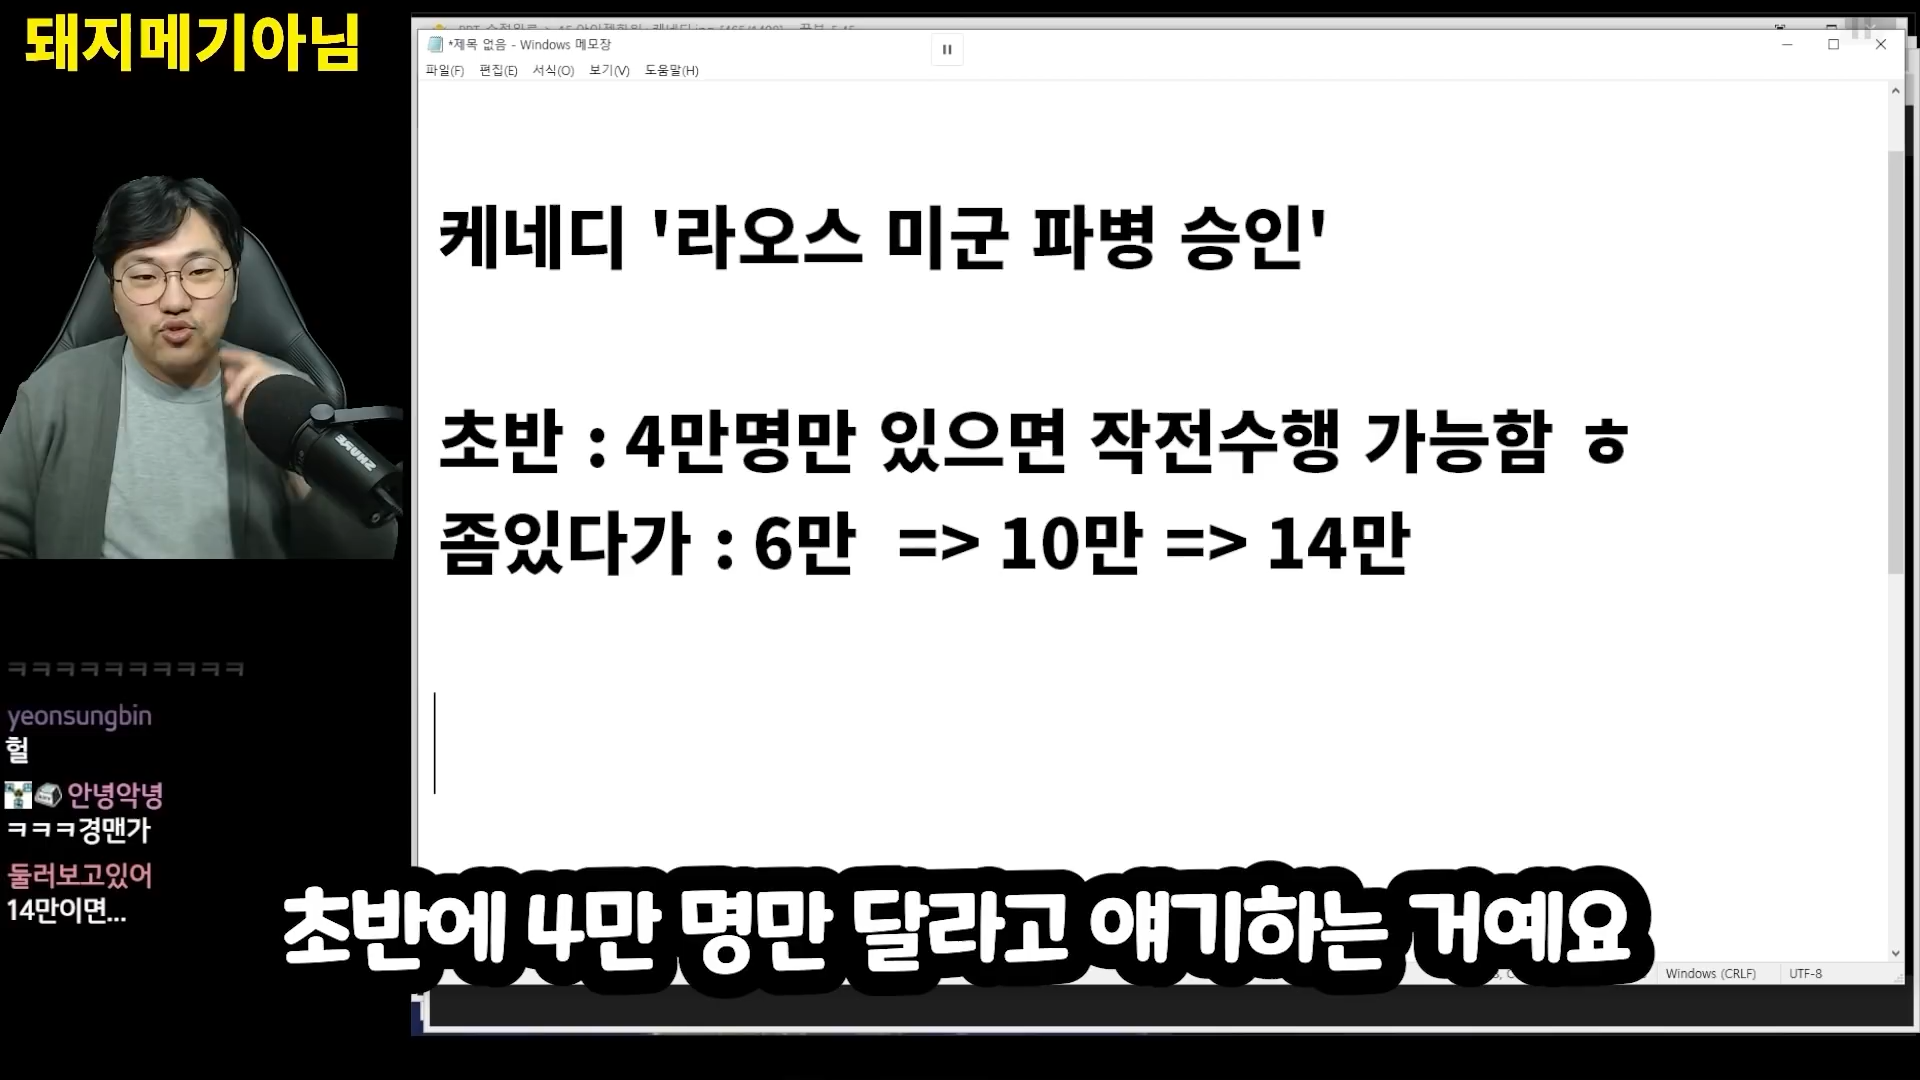 돼지메기아님
*제목 없음 - Windows 메모장
파일(F) 편집(E) 서식(O) 보기(V) 도움말(H)
케네디 '라오스 미군 파병 승인'
초반 : 4만명만 있으면 작전수행 가능함 ㅎ
좀있다가 : 6만 => 10만 => 14만
ㅋㅋㅋㅋㅋㅋㅋㅋㅋㅋ
yeonsungbin
헐
안녕악녕
ㅋㅋㅋ경맨가
둘러보고있어
14만이면...
초반에 4만 명만 달라고 얘기하는 거예요
Windows (CRLF) UTF-8
SHURE